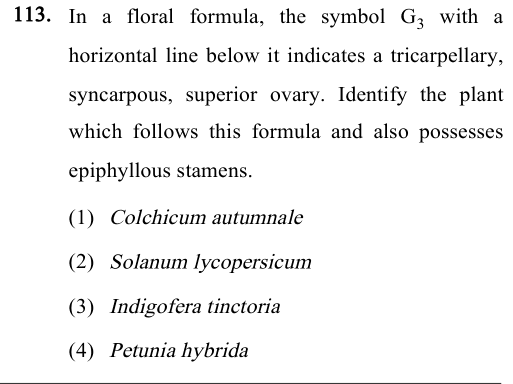 113. In a floral formula, the symbol G₃ with a
horizontal line below it indicates a tricarpellary,
syncarpous, superior ovary. Identify the plant
which follows this formula and also possesses
epiphyllous stamens.
(1) Colchicum autumnale
(2) Solanum lycopersicum
(3) Indigofera tinctoria
(4) Petunia hybrida